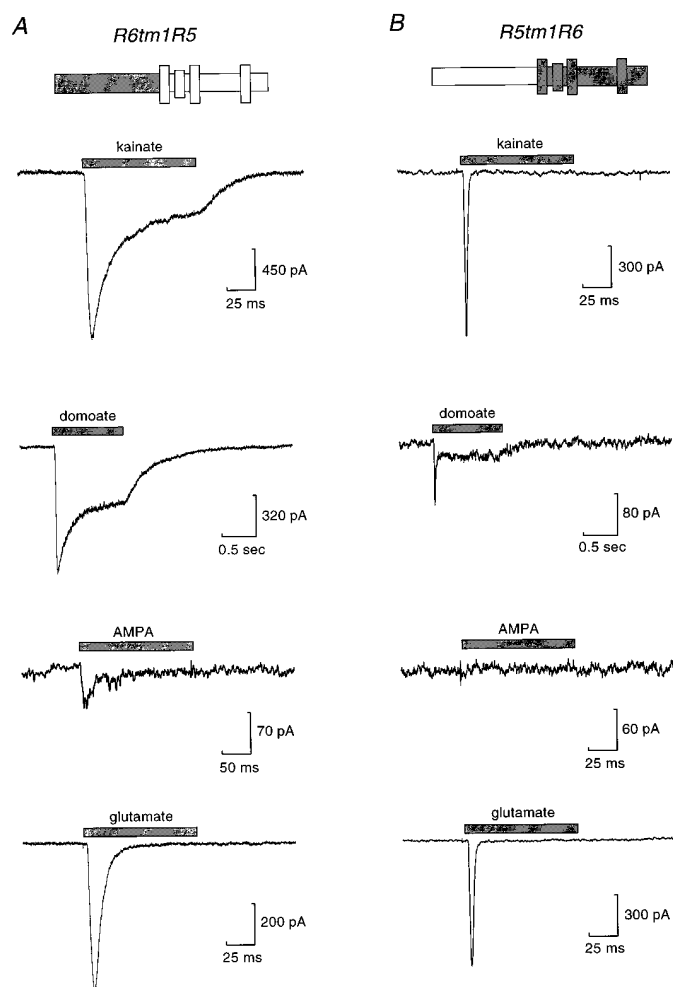 A
R6tm1R5
kainate
450 pA
25 ms
domoate
320 pA
0.5 sec
AMPA
70 pA
50 ms
glutamate
200 pA
25 ms
B
R5tm1R6
kainate
300 pA
25 ms
domoate
80 pA
0.5 sec
AMPA
60 pA
25 ms
glutamate
300 pA
25 ms